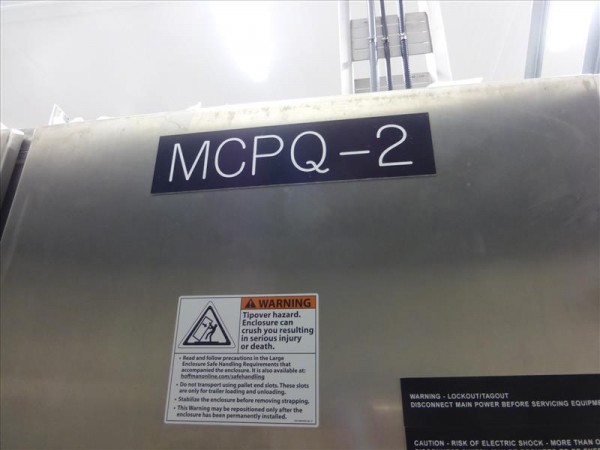 MCPQ-2
WARNING
Tipover hazard.
Enclosure can
crush you resulting
in serious injury
or death.
• Read and follow precautions in the Large
Enclosure Safe Handling Requirements that
accompanied the enclosure. It is also available at:
hoffmanonline.com/safehandling
• Do not transport using pallet and slots. These slots
are only for trailer loading and unloading.
• Stabilize the enclosure before removing strapping.
• This Warning may be repositioned only after the
enclosure has been permanently installed.
WARNING - LOCKOUT/TAGOUT
DISCONNECT MAIN POWER BEFORE SERVICING EQUIPME
CAUTION - RISK OF ELECTRIC SHOCK - MORE THAN O